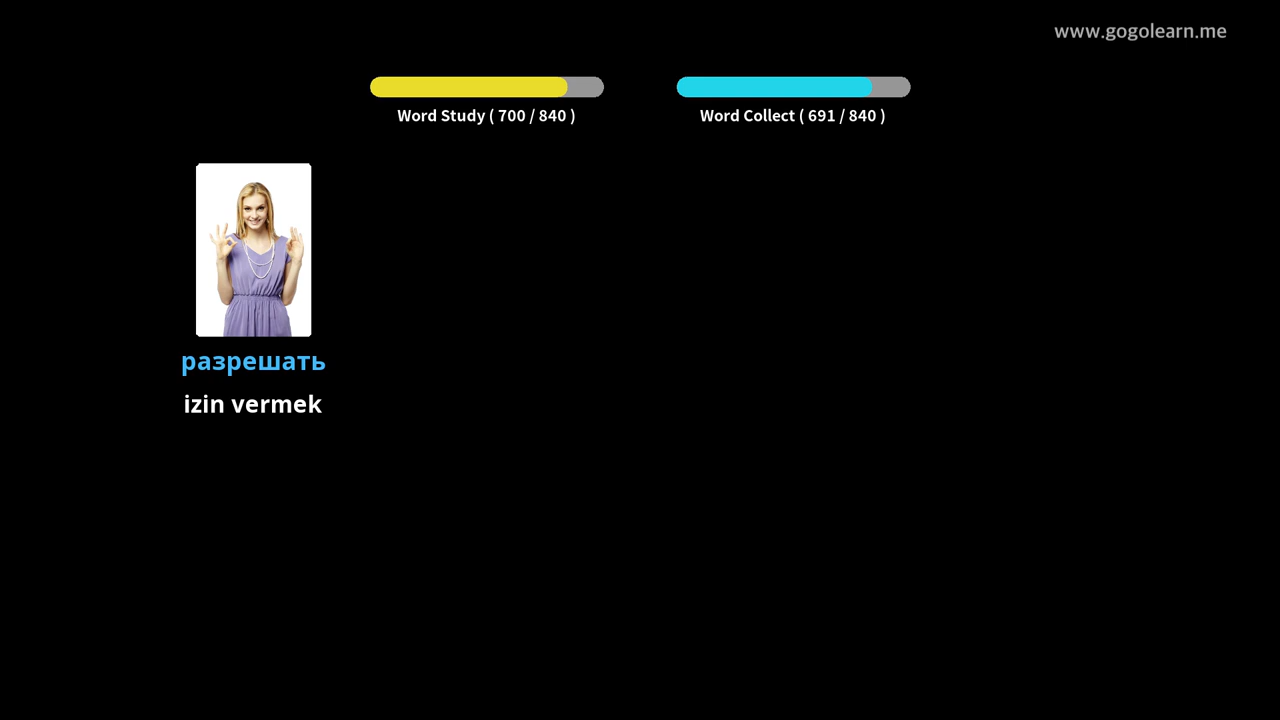 www.gogolearn.me
Word Study ( 700 / 840 )
Word Collect ( 691 / 840 )
разрешать
izin vermek